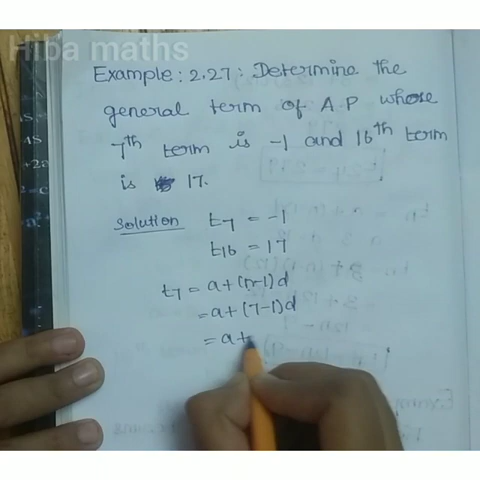 Hiba maths
Example: 2.27: Determine the
general term of A.P whose
7th term is -1 and 16th term
is 17.
Solution t7 = -1
t16 = 17
t7 = a+(n-1)d
= a+(7-1)d
= a+